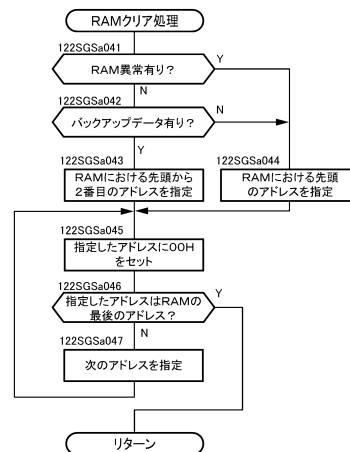 RAMクリア処理
122SGSa041
RAM異常有り？
Y
N
122SGSa042
バックアップデータ有り？
N
Y
122SGSa043
RAMにおける先頭から
2番目のアドレスを指定
122SGSa044
RAMにおける先頭
のアドレスを指定
122SGSa045
指定したアドレスに00H
をセット
122SGSa046
指定したアドレスはRAMの
最後のアドレス？
Y
N
122SGSa047
次のアドレスを指定
リターン